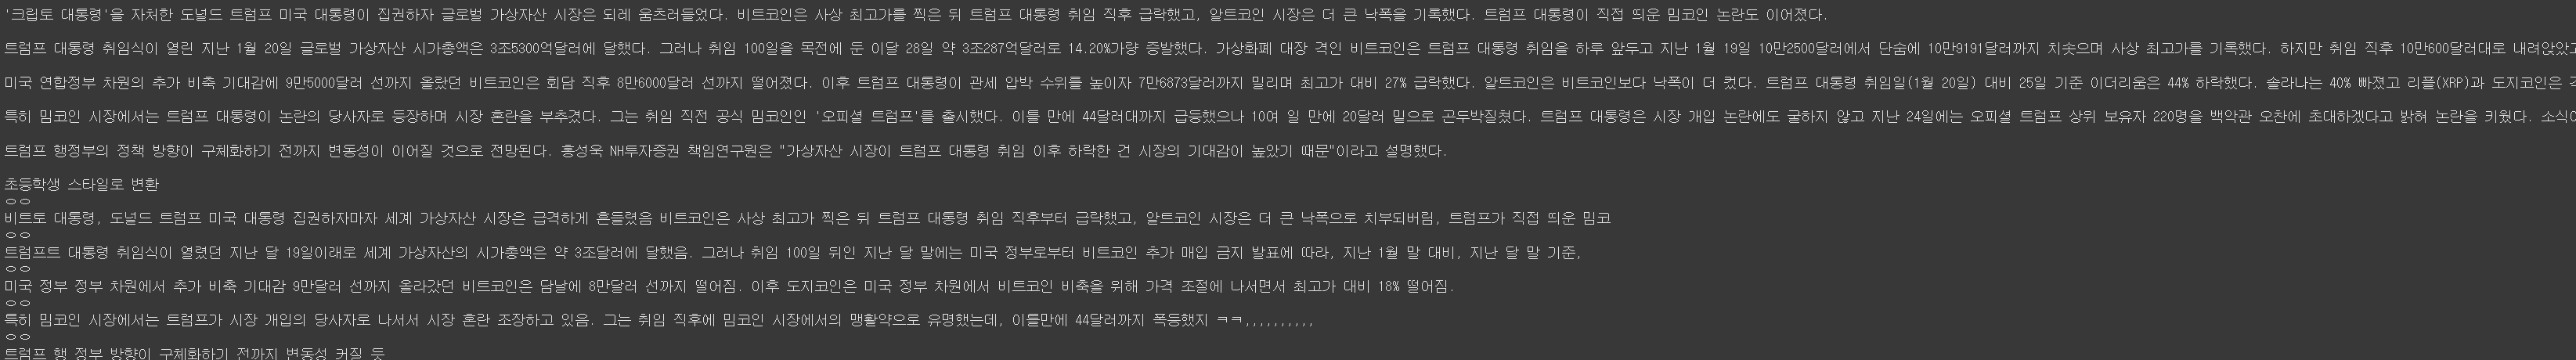 '크립토 대통령'을 자처한 도널드 트럼프 미국 대통령이 집권하자 글로벌 가상자산 시장은 되레 움츠러들었다. 비트코인은 사상 최고가를 찍은 뒤 트럼프 대통령 취임 직후 급락했고, 알트코인 시장은 더 큰 낙폭을 기록했다. 트럼프 대통령이 직접 띄운 밈코인 논란도 이어졌다.
트럼프 대통령 취임식이 열린 지난 1월 20일 글로벌 가상자산 시가총액은 3조5300억달러에 달했다. 그러나 취임 100일을 목전에 둔 이달 28일 약 3조287억달러로 14.20%가량 증발했다. 가상화폐 대장 격인 비트코인은 트럼프 대통령 취임을 하루 앞두고 지난 1월 19일 10만2500달러에서 단숨에 10만9191달러까지 치솟으며 사상 최고가를 기록했다. 하지만 취임 직후 10만600달러대로 내려앉았고
미국 연합정부 차원의 추가 비축 기대감에 9만5000달러 선까지 올랐던 비트코인은 회담 직후 8만6000달러 선까지 떨어졌다. 이후 트럼프 대통령이 관세 압박 수위를 높이자 7만6873달러까지 밀리며 최고가 대비 27% 급락했다. 알트코인은 비트코인보다 낙폭이 더 컸다. 트럼프 대통령 취임일(1월 20일) 대비 25일 기준 이더리움은 44% 하락했다. 솔라나는 40% 빠졌고 리플(XRP)과 도지코인은 각
특히 밈코인 시장에서는 트럼프 대통령이 논란의 당사자로 등장하며 시장 혼란을 부추겼다. 그는 취임 직전 공식 밈코인인 '오피셜 트럼프'를 출시했다. 이틀 만에 44달러대까지 급등했으나 10여 일 만에 20달러 밑으로 곤두박질쳤다. 트럼프 대통령은 시장 개입 논란에도 굴하지 않고 지난 24일에는 오피셜 트럼프 상위 보유자 220명을 백악관 오찬에 초대하겠다고 밝혀 논란을 키웠다. 소식이
트럼프 행정부의 정책 방향이 구체화하기 전까지 변동성이 이어질 것으로 전망된다. 홍성욱 NH투자증권 책임연구원은 "가상자산 시장이 트럼프 대통령 취임 이후 하락한 건 시장의 기대감이 높았기 때문"이라고 설명했다.
초등학생 스타일로 변환
ㅇㅇ
비트토 대통령, 도널드 트럼프 미국 대통령 집권하자마자 세계 가상자산 시장은 급격하게 흔들렸음 비트코인은 사상 최고가 찍은 뒤 트럼프 대통령 취임 직후부터 급락했고, 알트코인 시장은 더 큰 낙폭으로 치부되버림, 트럼프가 직접 띄운 밈코
ㅇㅇ
트럼프트 대통령 취임식이 열렸던 지난 달 19일이래로 세계 가상자산의 시가총액은 약 3조달러에 달했음. 그러나 취임 100일 뒤인 지난 달 말에는 미국 정부로부터 비트코인 추가 매입 금지 발표에 따라, 지난 1월 말 대비, 지난 달 말 기준,
ㅇㅇ
미국 정부 정부 차원에서 추가 비축 기대감 9만달러 선까지 올라갔던 비트코인은 담날에 8만달러 선까지 떨어짐. 이후 도지코인은 미국 정부 차원에서 비트코인 비축을 위해 가격 조절에 나서면서 최고가 대비 18% 떨어짐.
ㅇㅇ
특히 밈코인 시장에서는 트럼프가 시장 개입의 당사자로 나서서 시장 혼란 조장하고 있음. 그는 취임 직후에 밈코인 시장에서의 맹활약으로 유명했는데, 이틀만에 44달러까지 폭등했지 ㅋㅋ,,,,,,,,,,
ㅇㅇ
트럼프 행 정부 방향이 구체화하기 전까지 변동성 커질 듯